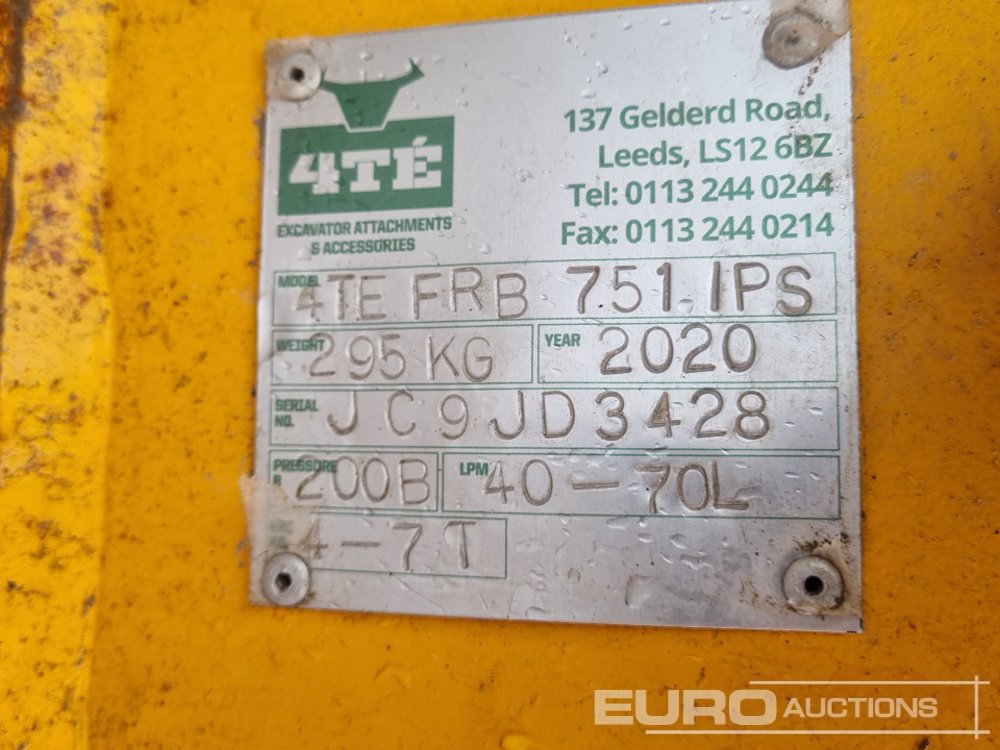 4TÉ
EXCAVATOR ATTACHMENTS
& ACCESSORIES
137 Gelderd Road,
Leeds, LS12 6BZ
Tel: 0113 244 0244
Fax: 0113 244 0214
MODEL 4TE FRB 751 IPS
WEIGHT 295 KG YEAR 2020
SERIAL NO. JC9JD3428
PRESSURE B 200B LPM 40-70L
4-7T
EURO AUCTIONS